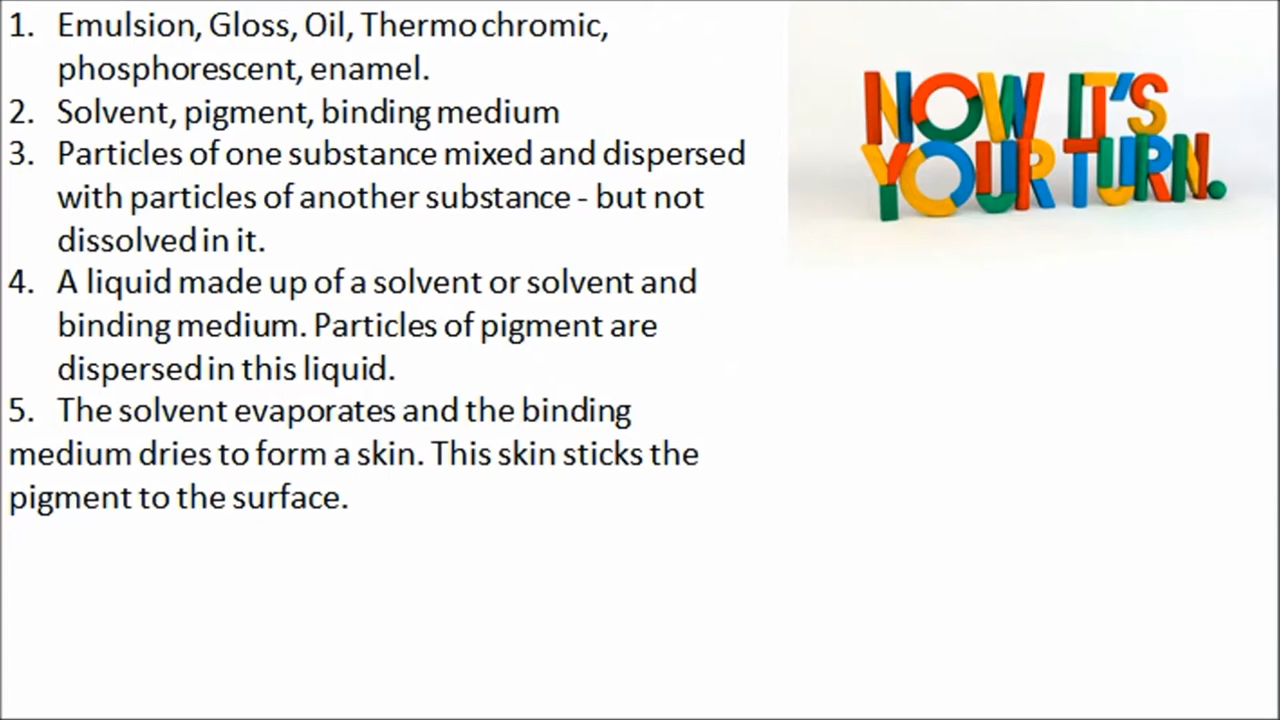 1. Emulsion, Gloss, Oil, Thermo chromic,
phosphorescent, enamel.
2. Solvent, pigment, binding medium
3. Particles of one substance mixed and dispersed
with particles of another substance - but not
dissolved in it.
4. A liquid made up of a solvent or solvent and
binding medium. Particles of pigment are
dispersed in this liquid.
5. The solvent evaporates and the binding
medium dries to form a skin. This skin sticks the
pigment to the surface.
NOW IT'S
YOUR TURN.